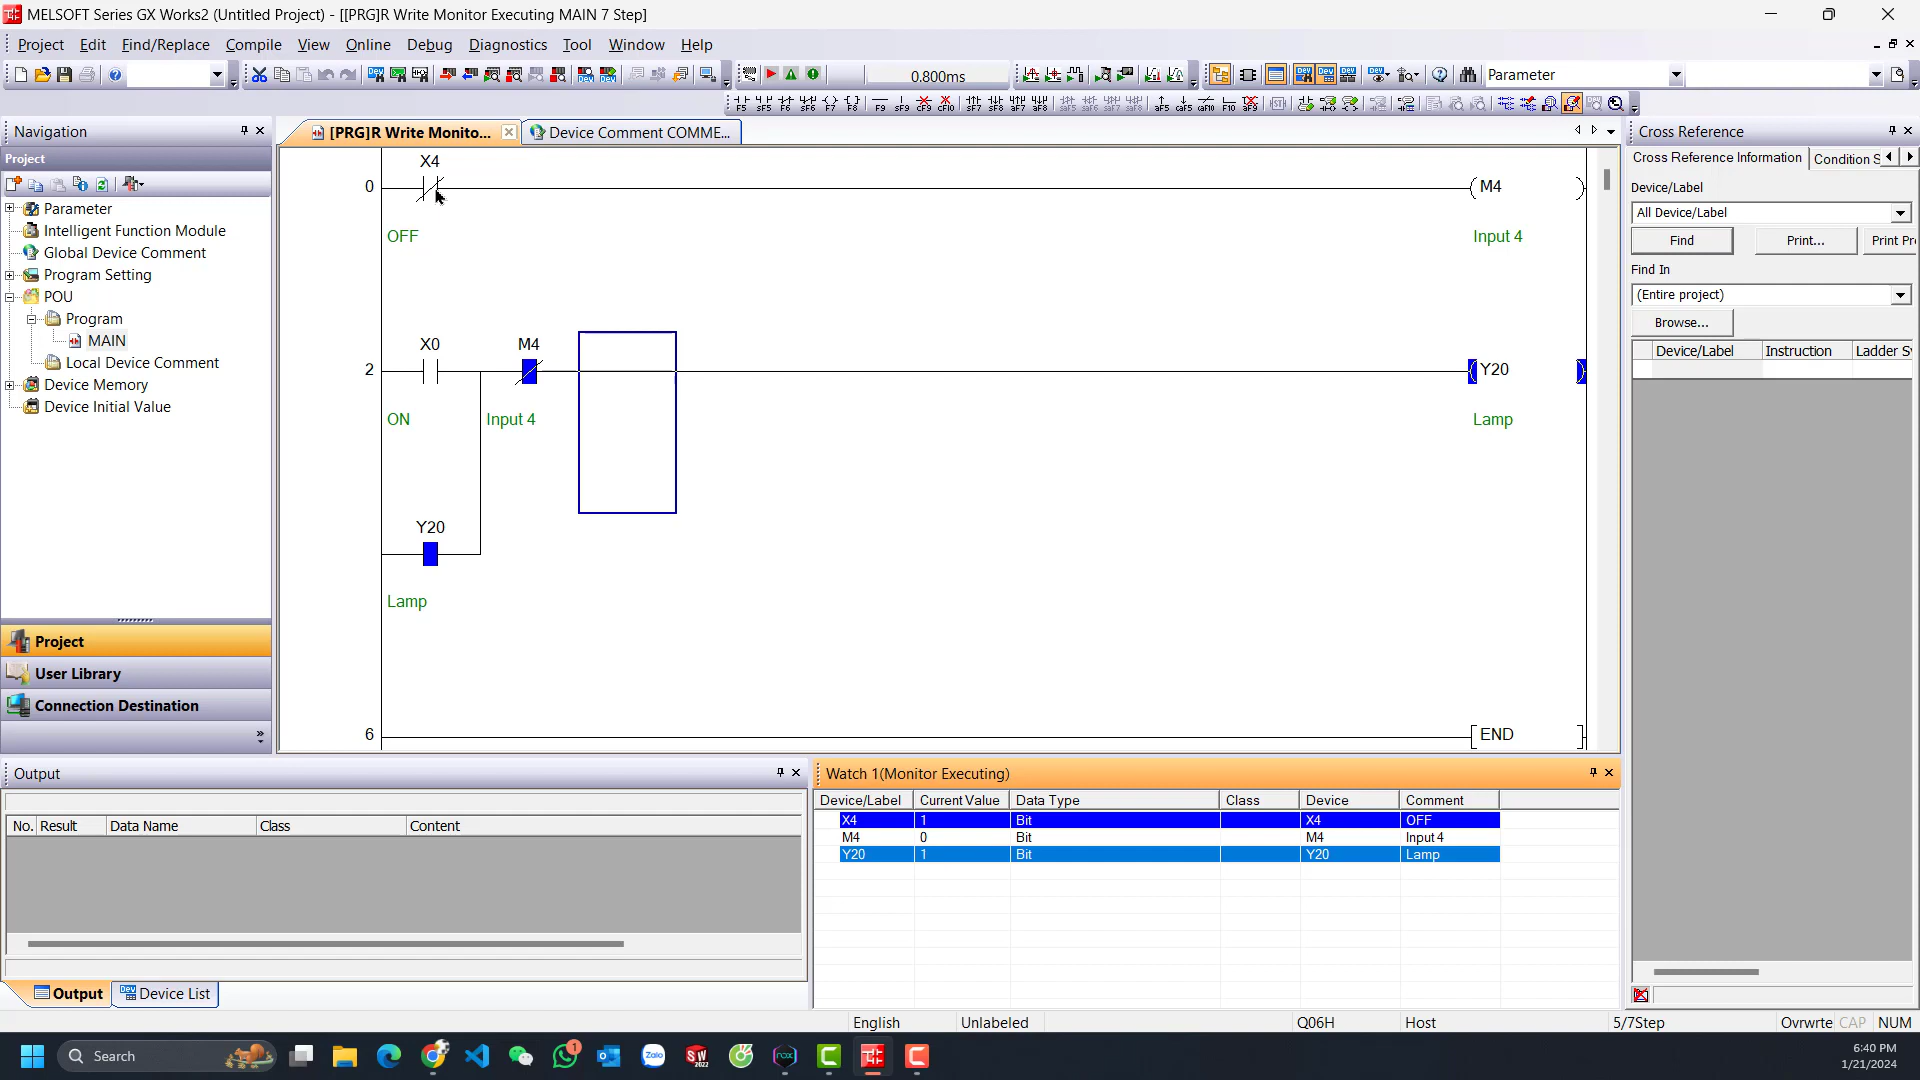 MELSOFT Series GX Works2 (Untitled Project) - [[PRG]R Write Monitor Executing MAIN 7 Step]
Project Edit Find/Replace Compile View Online Debug Diagnostics Tool Window Help
0.800ms
Parameter
Navigation
Project
Parameter
Intelligent Function Module
Global Device Comment
Program Setting
POU
Program
MAIN
Local Device Comment
Device Memory
Device Initial Value
Project
User Library
Connection Destination
[PRG]R Write Monito...
Device Comment COMME...
X4
0
M4
OFF
Input 4
X0
M4
2
Y20
ON
Input 4
Lamp
Y20
Lamp
6
END
Cross Reference
Cross Reference Information
Condition S
Device/Label
All Device/Label
Find
Print...
Print Pr
Find In
(Entire project)
Browse...
Device/Label Instruction Ladder Sy
Output
No. Result Data Name Class Content
Output
Device List
Watch 1(Monitor Executing)
Device/Label Current Value Data Type Class Device Comment
X4 1 Bit X4 OFF
M4 0 Bit M4 Input 4
Y20 1 Bit Y20 Lamp
English Unlabeled Q06H Host 5/7Step Ovrwrte CAP NUM
Search
1
Zalo
SW
2022
6:40 PM
1/21/2024